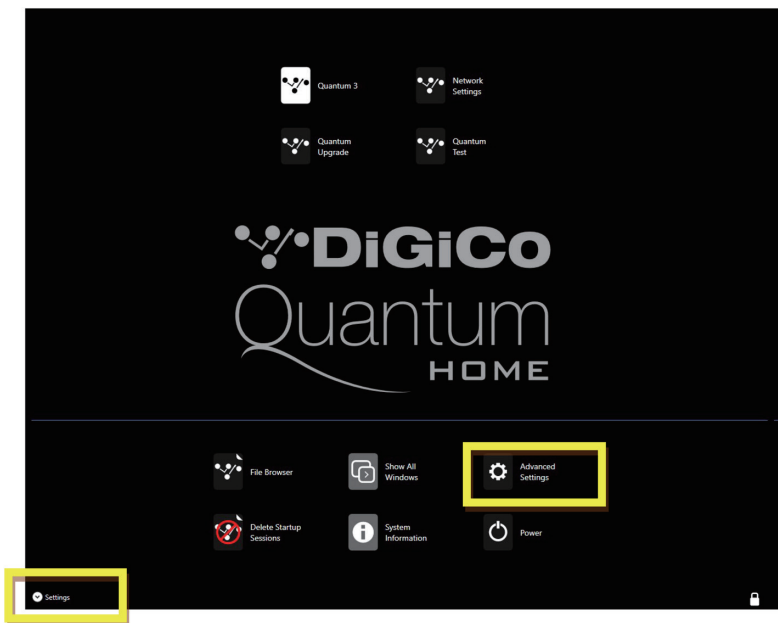 Quantum 3
Network
Settings
Quantum
Upgrade
Quantum
Test
DiGiCo
Quantum
HOME
File Browser
Show All
Windows
Advanced
Settings
Delete Startup
Sessions
System
Information
Power
Settings